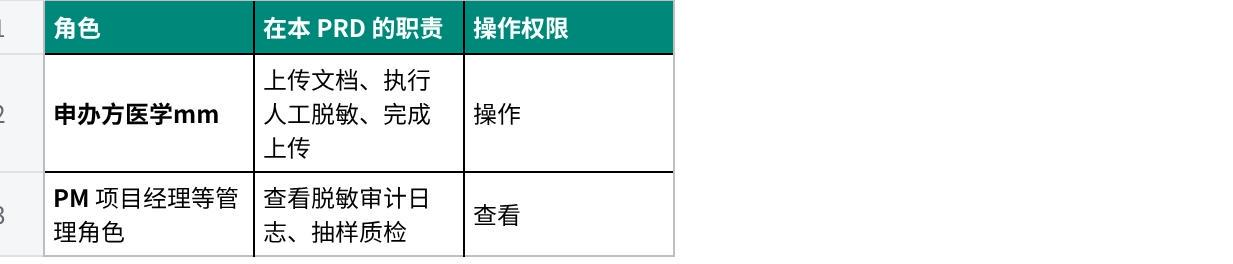 角色
在本 PRD 的职责
操作权限
2
申办方医学mm
上传文档、执行
人工脱敏、完成
上传
操作
3
PM 项目经理等管
理角色
查看脱敏审计日
志、抽样质检
查看